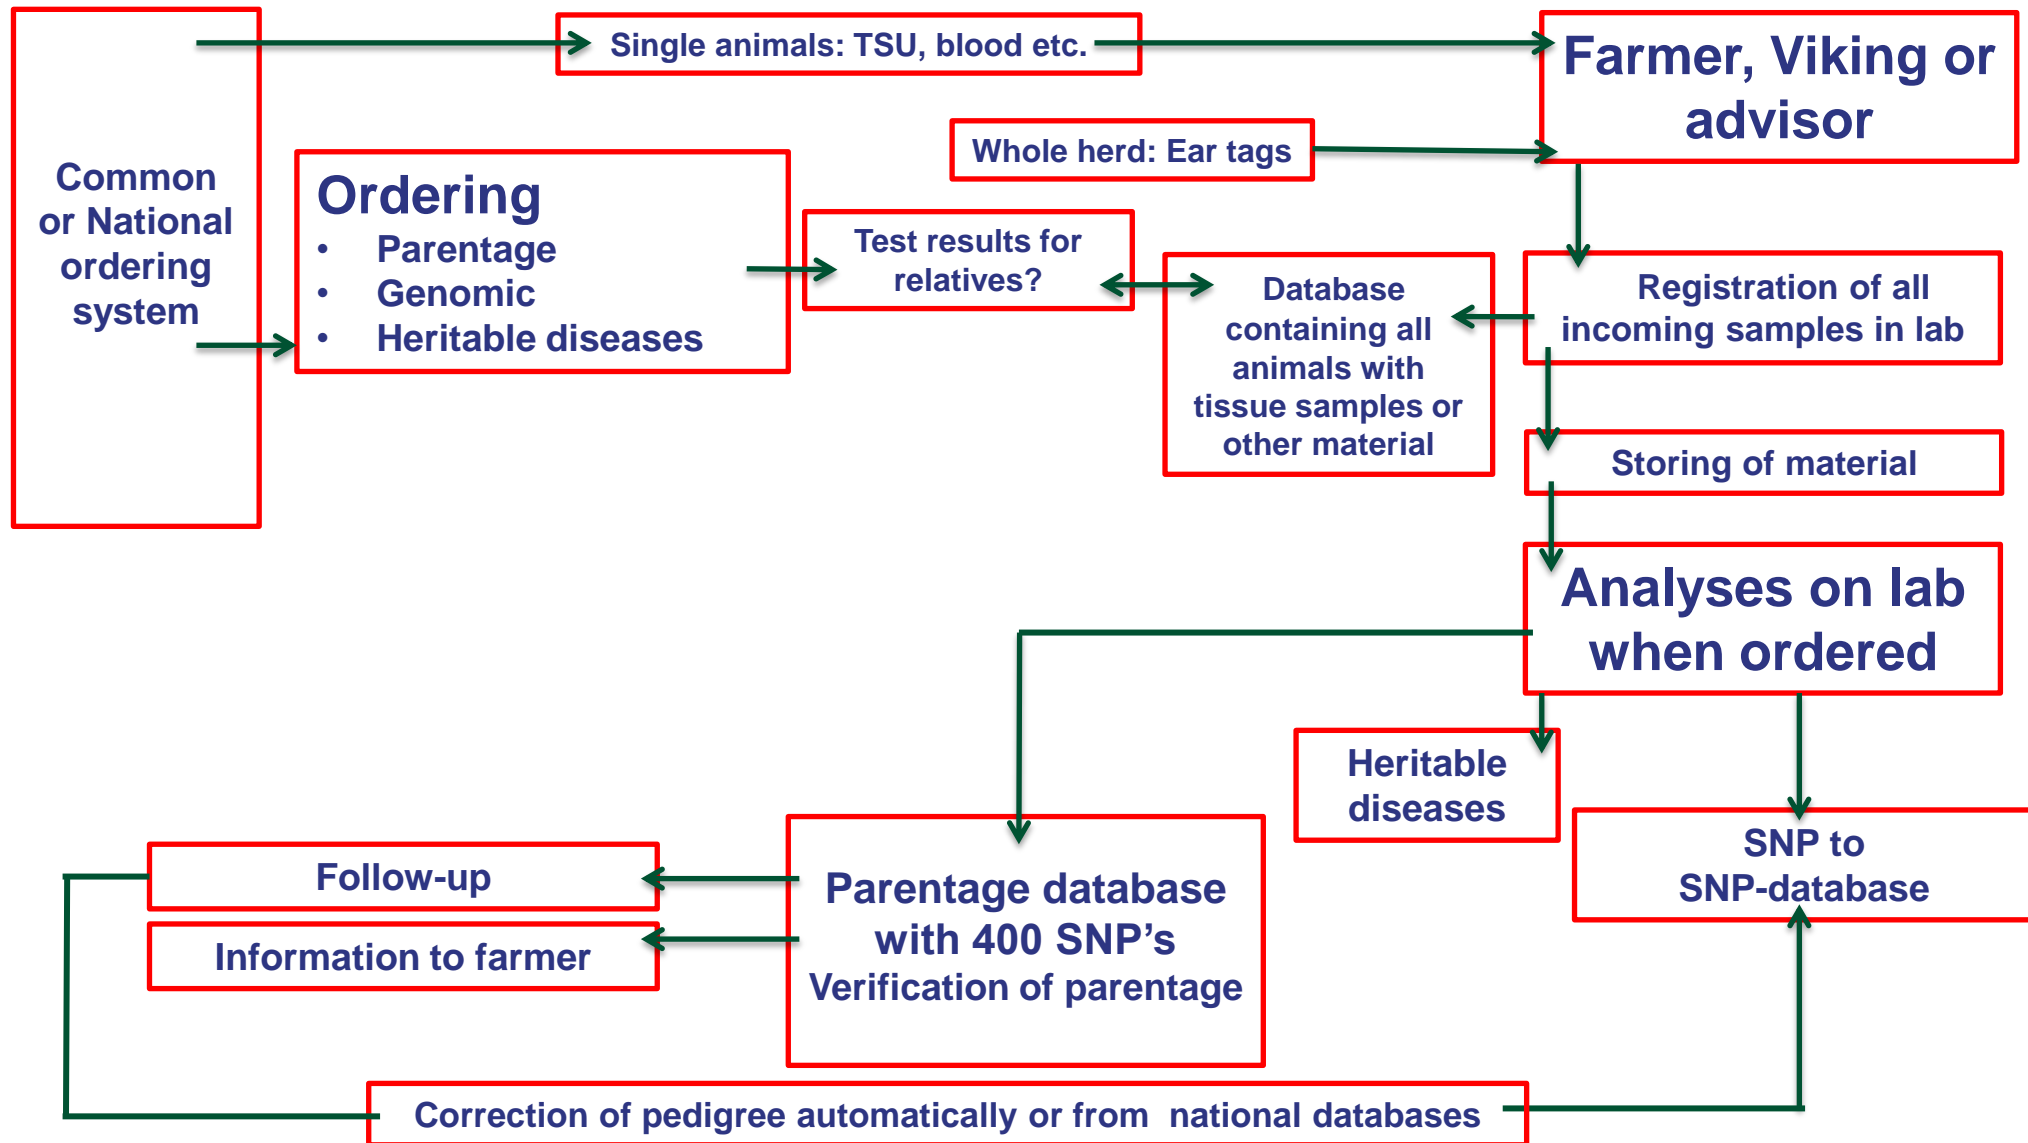 Single animals: TSU, blood etc.
Farmer, Viking or
advisor
Whole herd: Ear tags
Common
or National
ordering
system
Ordering
• Parentage
• Genomic
• Heritable diseases
Test results for
relatives?
Database
containing all
animals with
tissue samples or
other material
Registration of all
incoming samples in lab
Storing of material
Analyses on lab
when ordered
Heritable
diseases
SNP to
SNP-database
Parentage database
with 400 SNP’s
Verification of parentage
Follow-up
Information to farmer
Correction of pedigree automatically or from national databases